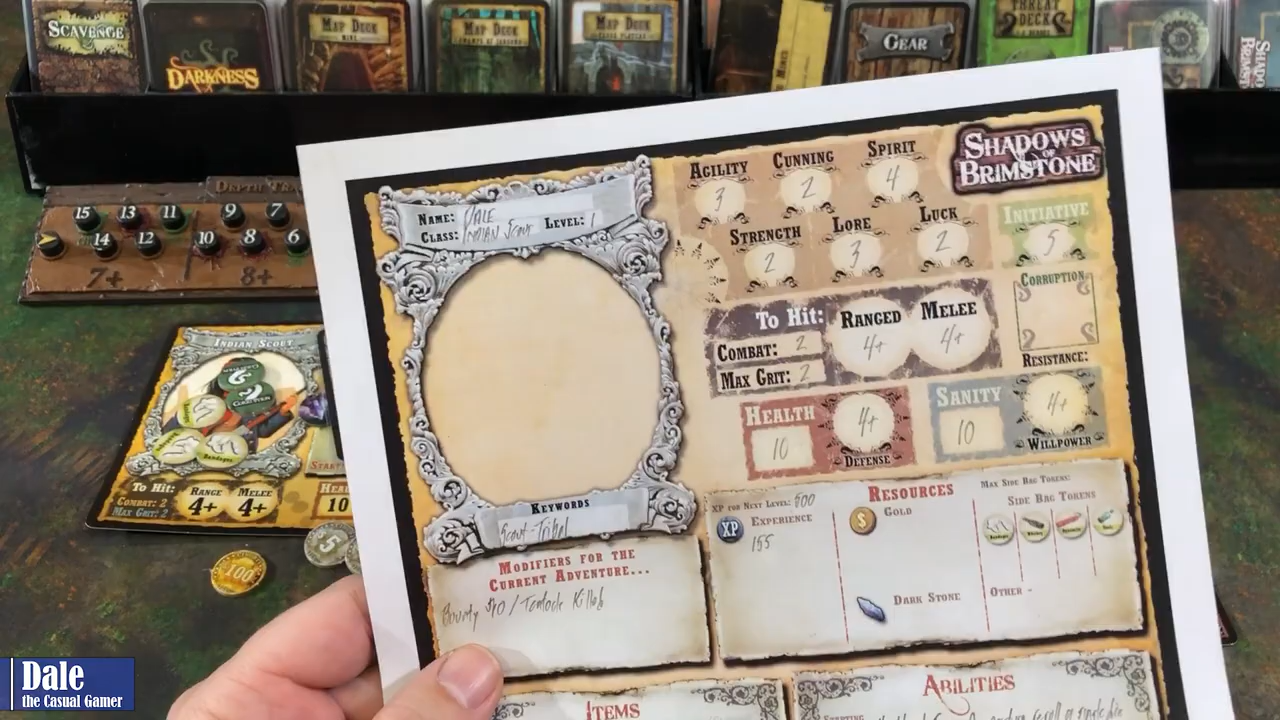 SCAVENGE
DARKNESS
MAP DECK
MINE
MAP DECK
SWAMPS OF JARGONO
MAP DECK
GEAR
THREAT DECK
DEPTH TRA
15 13 11 9 7
14 12 10 8 6
7+ 8+
INDIAN SCOUT
TO HIT: RANGE MELEE
COMBAT: 2
MAX GRIT: 2
4+ 4+
10
5
100
SHADOWS OF BRIMSTONE
NAME: DALE
CLASS: INDIAN SCOUT LEVEL: 1
AGILITY 3
CUNNING 2
SPIRIT 4
STRENGTH 2
LORE 3
LUCK 2
INITIATIVE 5
CORRUPTION
RESISTANCE:
TO HIT: RANGED 4+ MELEE 4+
COMBAT: 2
MAX GRIT: 2
HEALTH 10
4+ DEFENSE
SANITY 10
4+ WILLPOWER
KEYWORDS
Scout - Tribal
MODIFIERS FOR THE
CURRENT ADVENTURE...
Bounty $10 / Tentacle Killed
XP FOR NEXT LEVEL: 500
XP EXPERIENCE
155
RESOURCES
$ GOLD
DARK STONE
MAX SIDE BAG TOKENS:
SIDE BAG TOKENS
OTHER -
ITEMS
ABILITIES
Dale
the Casual Gamer